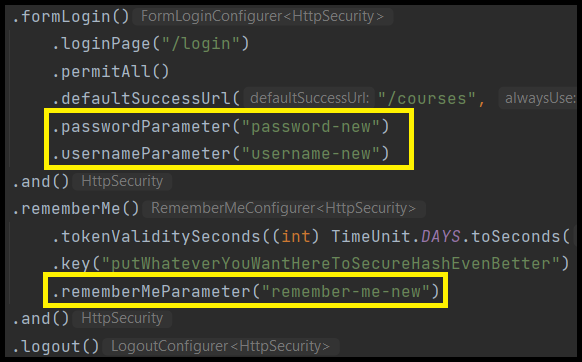 .formLogin() FormLoginConfigurer<HttpSecurity>
.loginPage("/login")
.permitAll()
.defaultSuccessUrl( defaultSuccessUrl: "/courses", alwaysUse:
.passwordParameter("password-new")
.usernameParameter("username-new")
.and() HttpSecurity
.rememberMe() RememberMeConfigurer<HttpSecurity>
.tokenValiditySeconds((int) TimeUnit.DAYS.toSeconds(
.key("putWhateverYouWantHereToSecureHashEvenBetter")
.rememberMeParameter("remember-me-new")
.and() HttpSecurity
.logout() LogoutConfigurer<HttpSecurity>